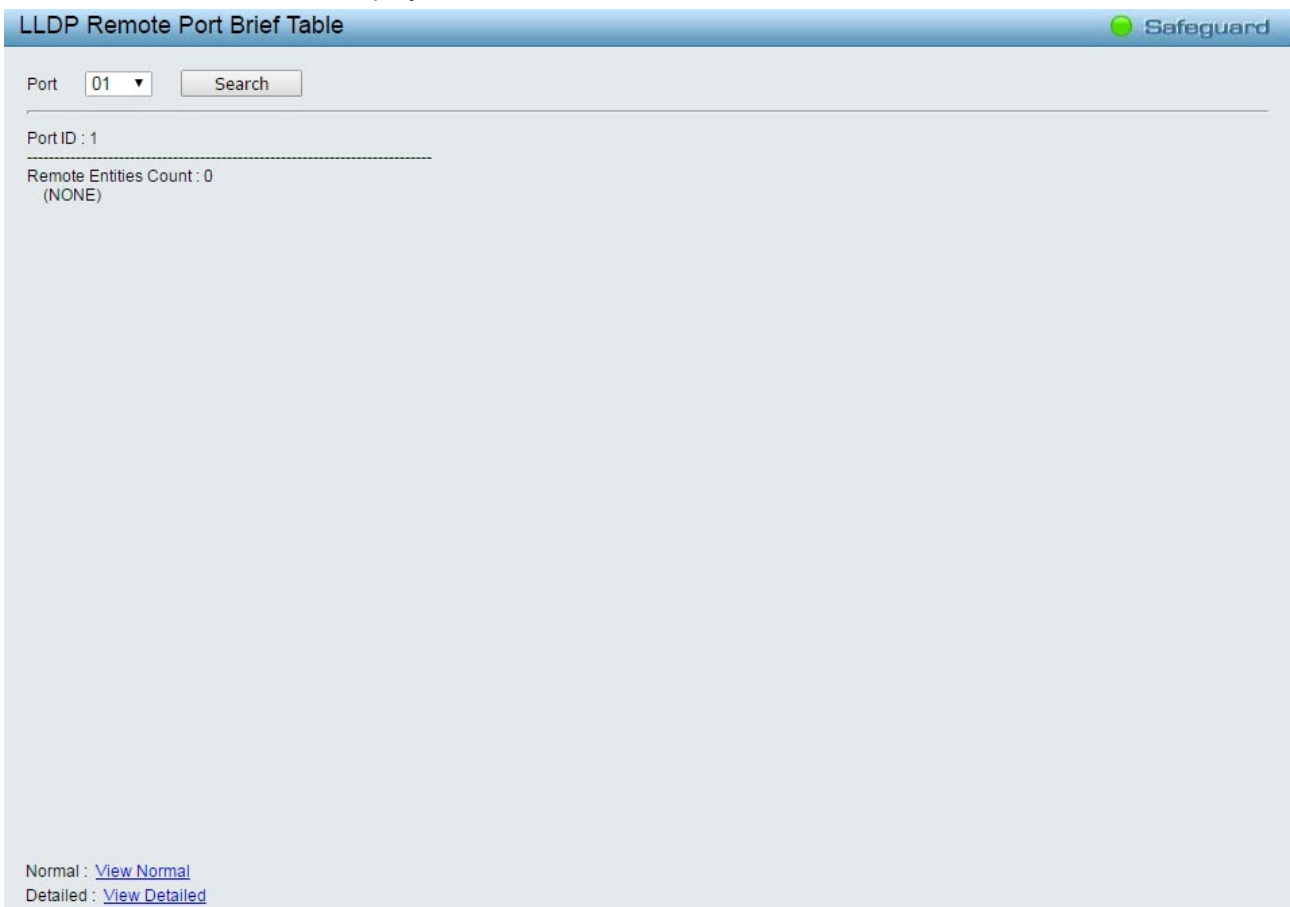 LLDP Remote Port Brief Table
Safeguard
Port 01 Search
Port ID : 1
--------------------------------------------------------------------------------
Remote Entities Count : 0
(NONE)
Normal : View Normal
Detailed : View Detailed